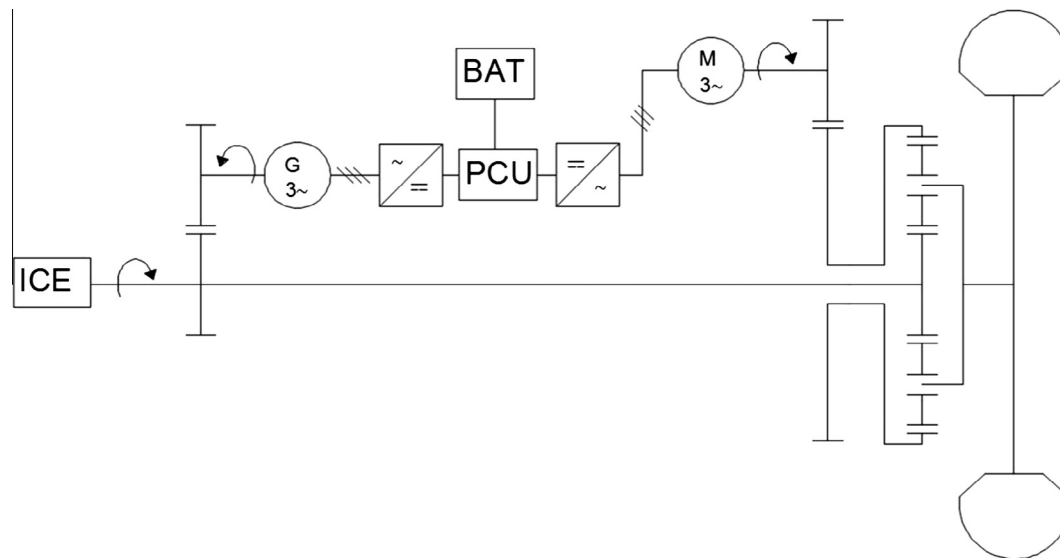 BAT
M
3~
G
3~
~
=
PCU
=
~
ICE